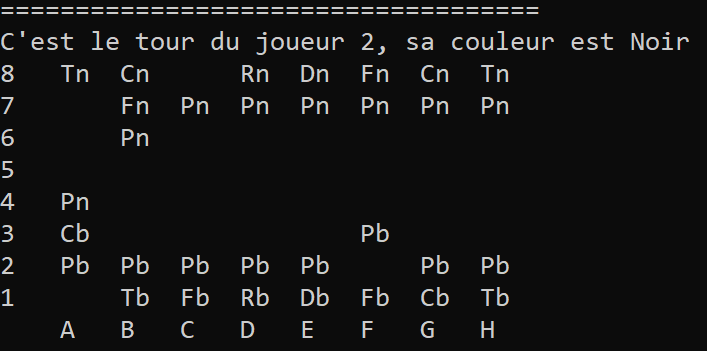 ====================================
C'est le tour du joueur 2, sa couleur est Noir
8   Tn  Cn      Rn  Dn  Fn  Cn  Tn
7       Fn  Pn  Pn  Pn  Pn  Pn  Pn
6       Pn
5
4   Pn
3   Cb                  Pb
2   Pb  Pb  Pb  Pb  Pb      Pb  Pb
1       Tb  Fb  Rb  Db  Fb  Cb  Tb
    A   B   C   D   E   F   G   H